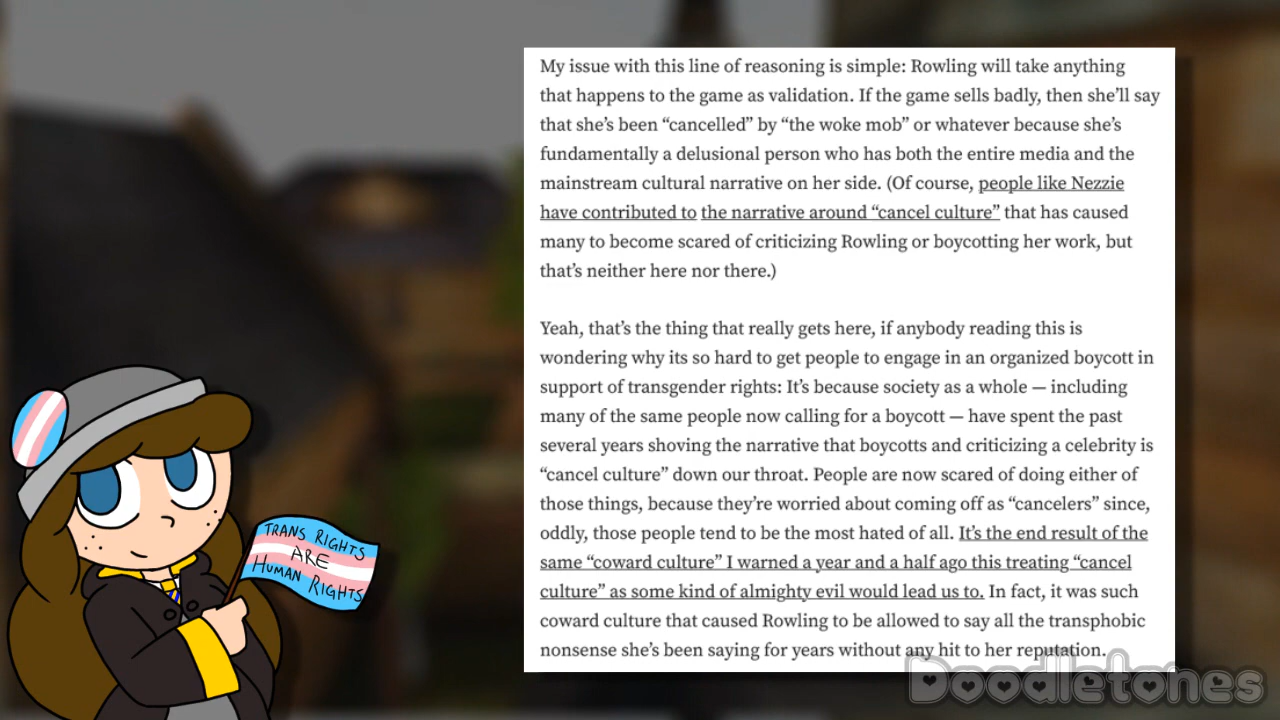 My issue with this line of reasoning is simple: Rowling will take anything
that happens to the game as validation. If the game sells badly, then she’ll say
that she’s been “cancelled” by “the woke mob” or whatever because she’s
fundamentally a delusional person who has both the entire media and the
mainstream cultural narrative on her side. (Of course, people like Nezzie
have contributed to the narrative around “cancel culture” that has caused
many to become scared of criticizing Rowling or boycotting her work, but
that’s neither here nor there.)
Yeah, that’s the thing that really gets here, if anybody reading this is
wondering why its so hard to get people to engage in an organized boycott in
support of transgender rights: It’s because society as a whole — including
many of the same people now calling for a boycott — have spent the past
several years shoving the narrative that boycotts and criticizing a celebrity is
“cancel culture” down our throat. People are now scared of doing either of
those things, because they’re worried about coming off as “cancelers” since,
oddly, those people tend to be the most hated of all. It’s the end result of the
same “coward culture” I warned a year and a half ago this treating “cancel
culture” as some kind of almighty evil would lead us to. In fact, it was such
coward culture that caused Rowling to be allowed to say all the transphobic
nonsense she’s been saying for years without any hit to her reputation.
TRANS RIGHTS
ARE
HUMAN RIGHTS
Doodletones